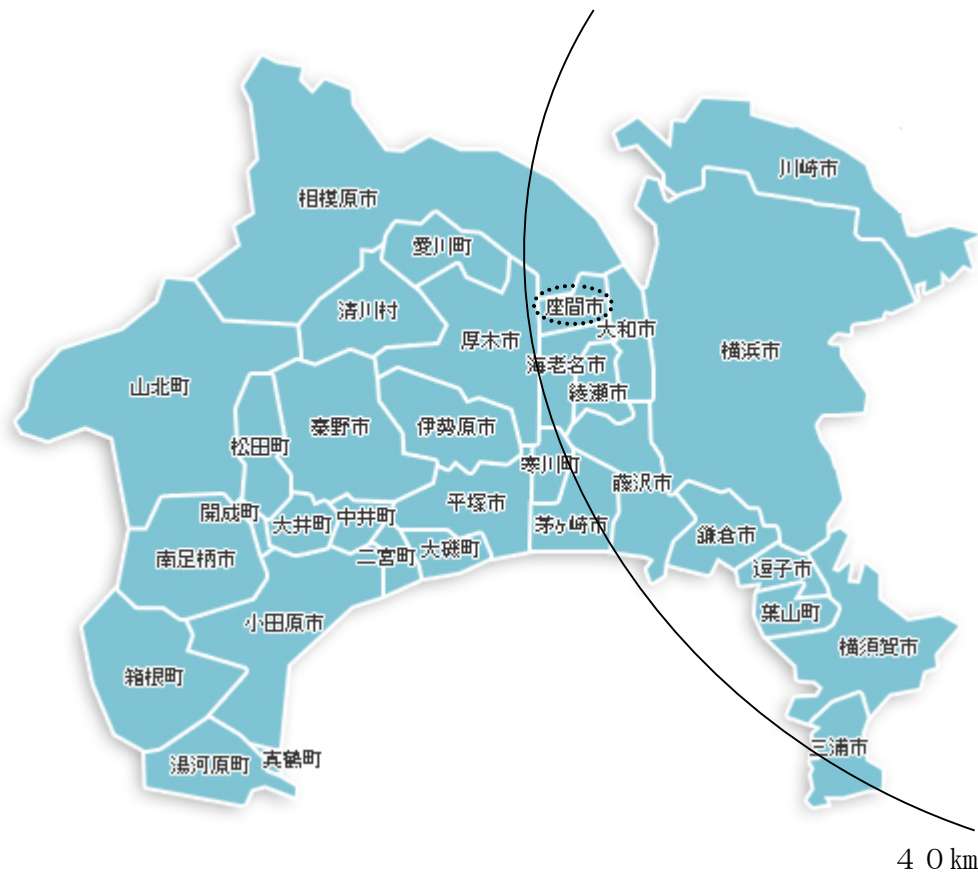 川崎市
相模原市
愛川町
座間市
清川村
大和市
厚木市
横浜市
海老名市
山北町
綾瀬市
秦野市
伊勢原市
松田町
寒川町
藤沢市
平塚市
開成町
大井町
中井町
茅ヶ崎市
鎌倉市
大磯町
二宮町
南足柄市
逗子市
葉山町
小田原市
横須賀市
箱根町
三浦市
真鶴町
湯河原町
40km